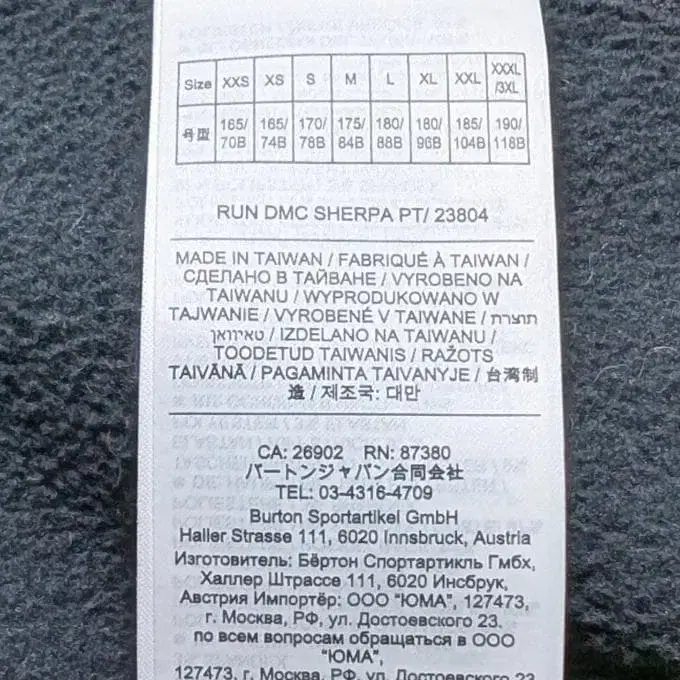 Size XXS XS S M L XL XXL XXXL/3XL
号型 165/70B 165/74B 170/78B 175/84B 180/88B 180/96B 185/104B 190/118B
RUN DMC SHERPA PT/ 23804
MADE IN TAIWAN / FABRIQUÉ À TAIWAN /
СДЕЛАНО В ТАЙВАНЕ / VYROBENO NA
TAIWANU / WYPRODUKOWANO W
TAJWANIE / VYROBENÉ V TAIWANE / תוצרת
טאיוואן / IZDELANO NA TAIWANU /
TOODETUD TAIWANIS / RAŽOTS
TAIVĀNĀ / PAGAMINTA TAIVANYJE / 台湾制
造 / 제조국: 대만
CA: 26902 RN: 87380
バートンジャパン合同会社
TEL: 03-4316-4709
Burton Sportartikel GmbH
Haller Strasse 111, 6020 Innsbruck, Austria
Изготовитель: Бёртон Спортартикль Гмбх,
Халлер Штрассе 111, 6020 Инсбрук,
Австрия Импортёр: ООО "ЮМА", 127473,
г. Москва, РФ, ул. Достоевского 23.
по всем вопросам обращаться в ООО
"ЮМА",
127473, г. Москва, РФ, ул. Достоевского 23